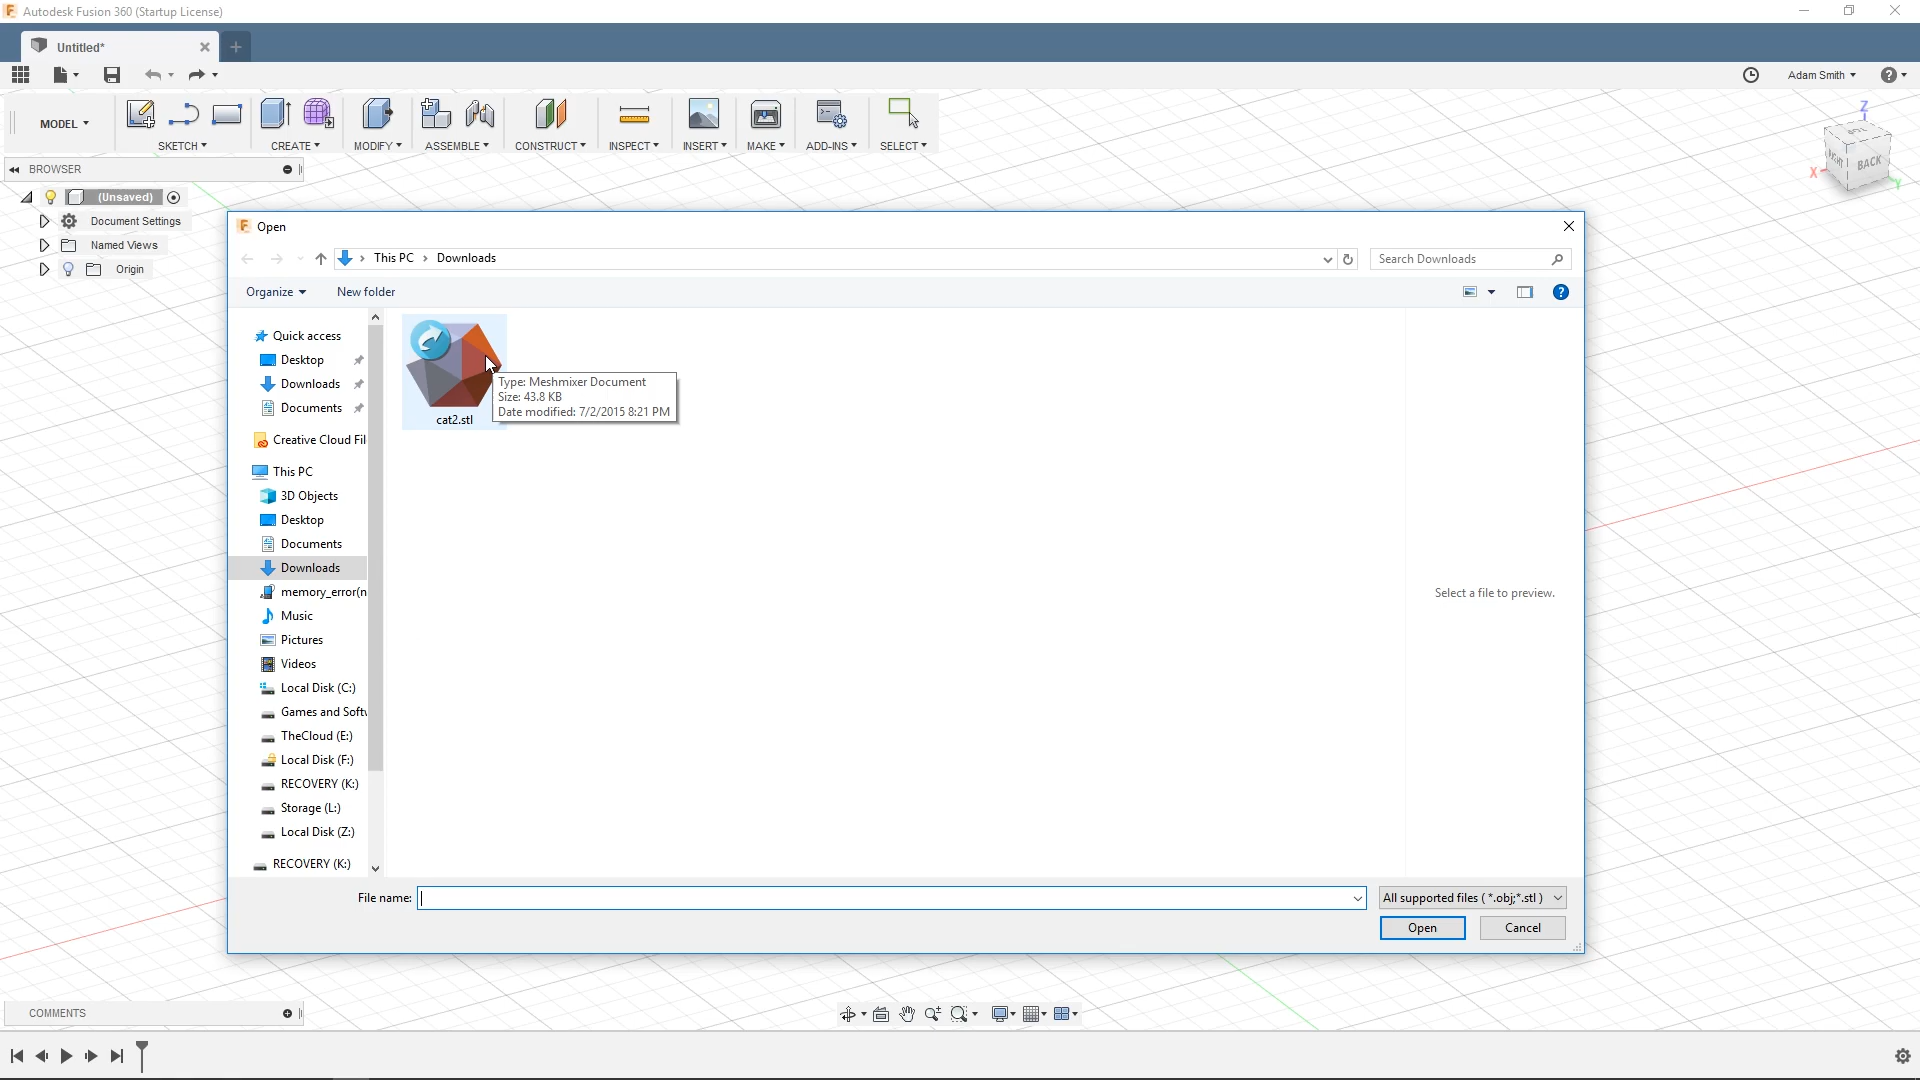 Autodesk Fusion 360 (Startup License)
Untitled*
Adam Smith
MODEL
SKETCH
CREATE
MODIFY
ASSEMBLE
CONSTRUCT
INSPECT
INSERT
MAKE
ADD-INS
SELECT
BROWSER
(Unsaved)
Document Settings
Named Views
Origin
Z
TOP
RIGHT
BACK
X
Y
Open
This PC
Downloads
Search Downloads
Organize
New folder
Quick access
Desktop
Downloads
Documents
Creative Cloud Fil
This PC
3D Objects
Desktop
Documents
Downloads
memory_error(n
Music
Pictures
Videos
Local Disk (C:)
Games and Softw
TheCloud (E:)
Local Disk (F:)
RECOVERY (K:)
Storage (L:)
Local Disk (Z:)
RECOVERY (K:)
cat2.stl
Type: Meshmixer Document
Size: 43.8 KB
Date modified: 7/2/2015 8:21 PM
Select a file to preview.
File name:
All supported files ( *.obj;*.stl )
Open
Cancel
COMMENTS